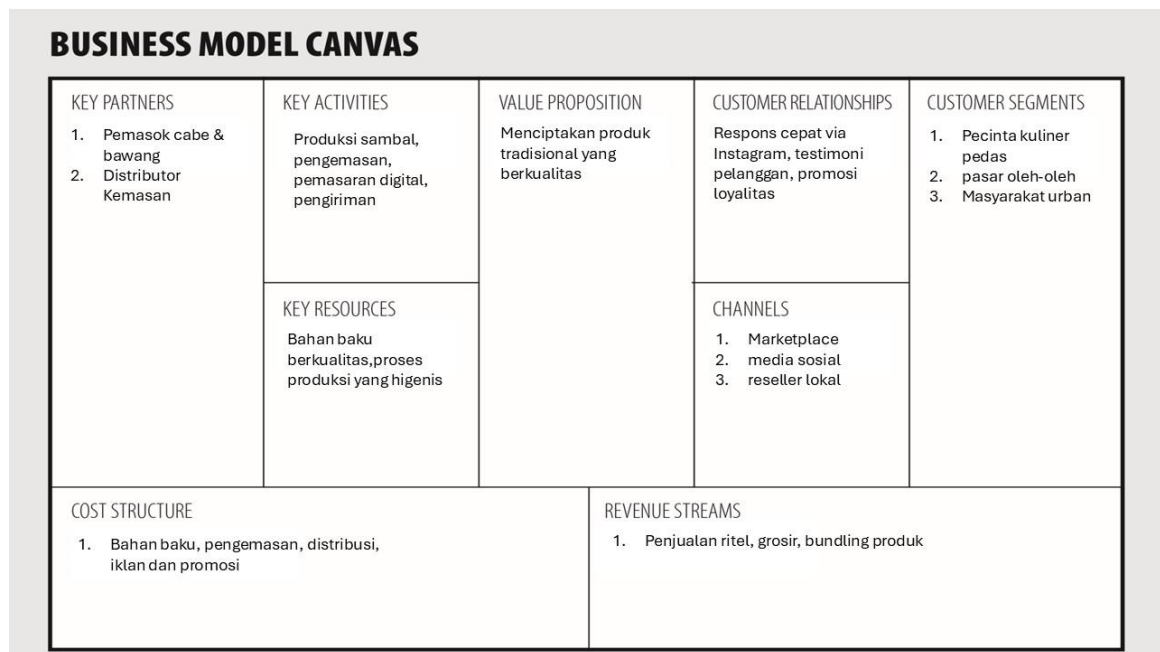 BUSINESS MODEL CANVAS
KEY PARTNERS
1. Pemasok cabe &
bawang
2. Distributor
Kemasan
KEY ACTIVITIES
Produksi sambal,
pengemasan,
pemasaran digital,
pengiriman
KEY RESOURCES
Bahan baku
berkualitas,proses
produksi yang higenis
VALUE PROPOSITION
Menciptakan produk
tradisional yang
berkualitas
CUSTOMER RELATIONSHIPS
Respons cepat via
Instagram, testimoni
pelanggan, promosi
loyalitas
CHANNELS
1. Marketplace
2. media sosial
3. reseller lokal
CUSTOMER SEGMENTS
1. Pecinta kuliner
pedas
2. pasar oleh-oleh
3. Masyarakat urban
COST STRUCTURE
1. Bahan baku, pengemasan, distribusi,
iklan dan promosi
REVENUE STREAMS
1. Penjualan ritel, grosir, bundling produk